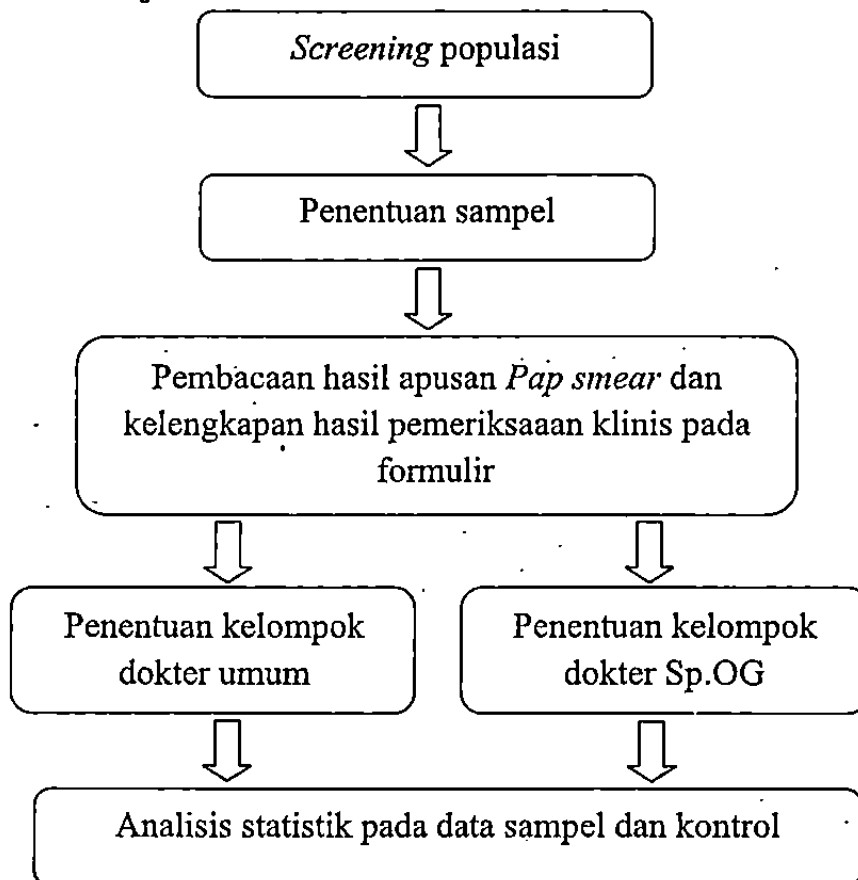 Screening populasi
Penentuan sampel
Pembacaan hasil apusan Pap smear dan
kelengkapan hasil pemeriksaaan klinis pada
formulir
Penentuan kelompok
dokter umum
Penentuan kelompok
dokter Sp.OG
Analisis statistik pada data sampel dan kontrol